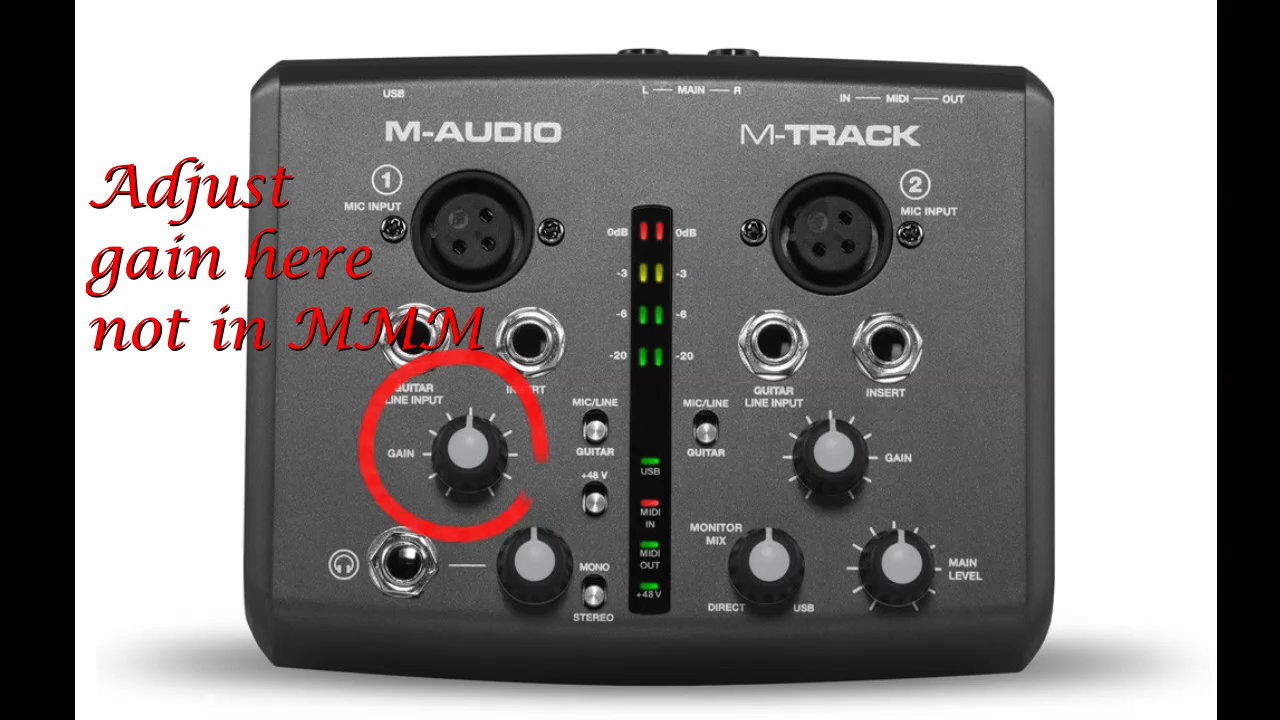 USB
L — MAIN — R
IN — MIDI — OUT
M-AUDIO
M-TRACK
Adjust
gain here
not in MMM
1
MIC INPUT
2
MIC INPUT
0dB
0dB
-3
-3
-6
-6
-20
-20
GUITAR
LINE INPUT
INSERT
GUITAR
LINE INPUT
INSERT
MIC/LINE
GUITAR
MIC/LINE
GUITAR
GAIN
GAIN
+48 V
USB
MIDI
IN
MIDI
OUT
+48V
MONITOR
MIX
DIRECT
USB
MAIN
LEVEL
MONO
STEREO